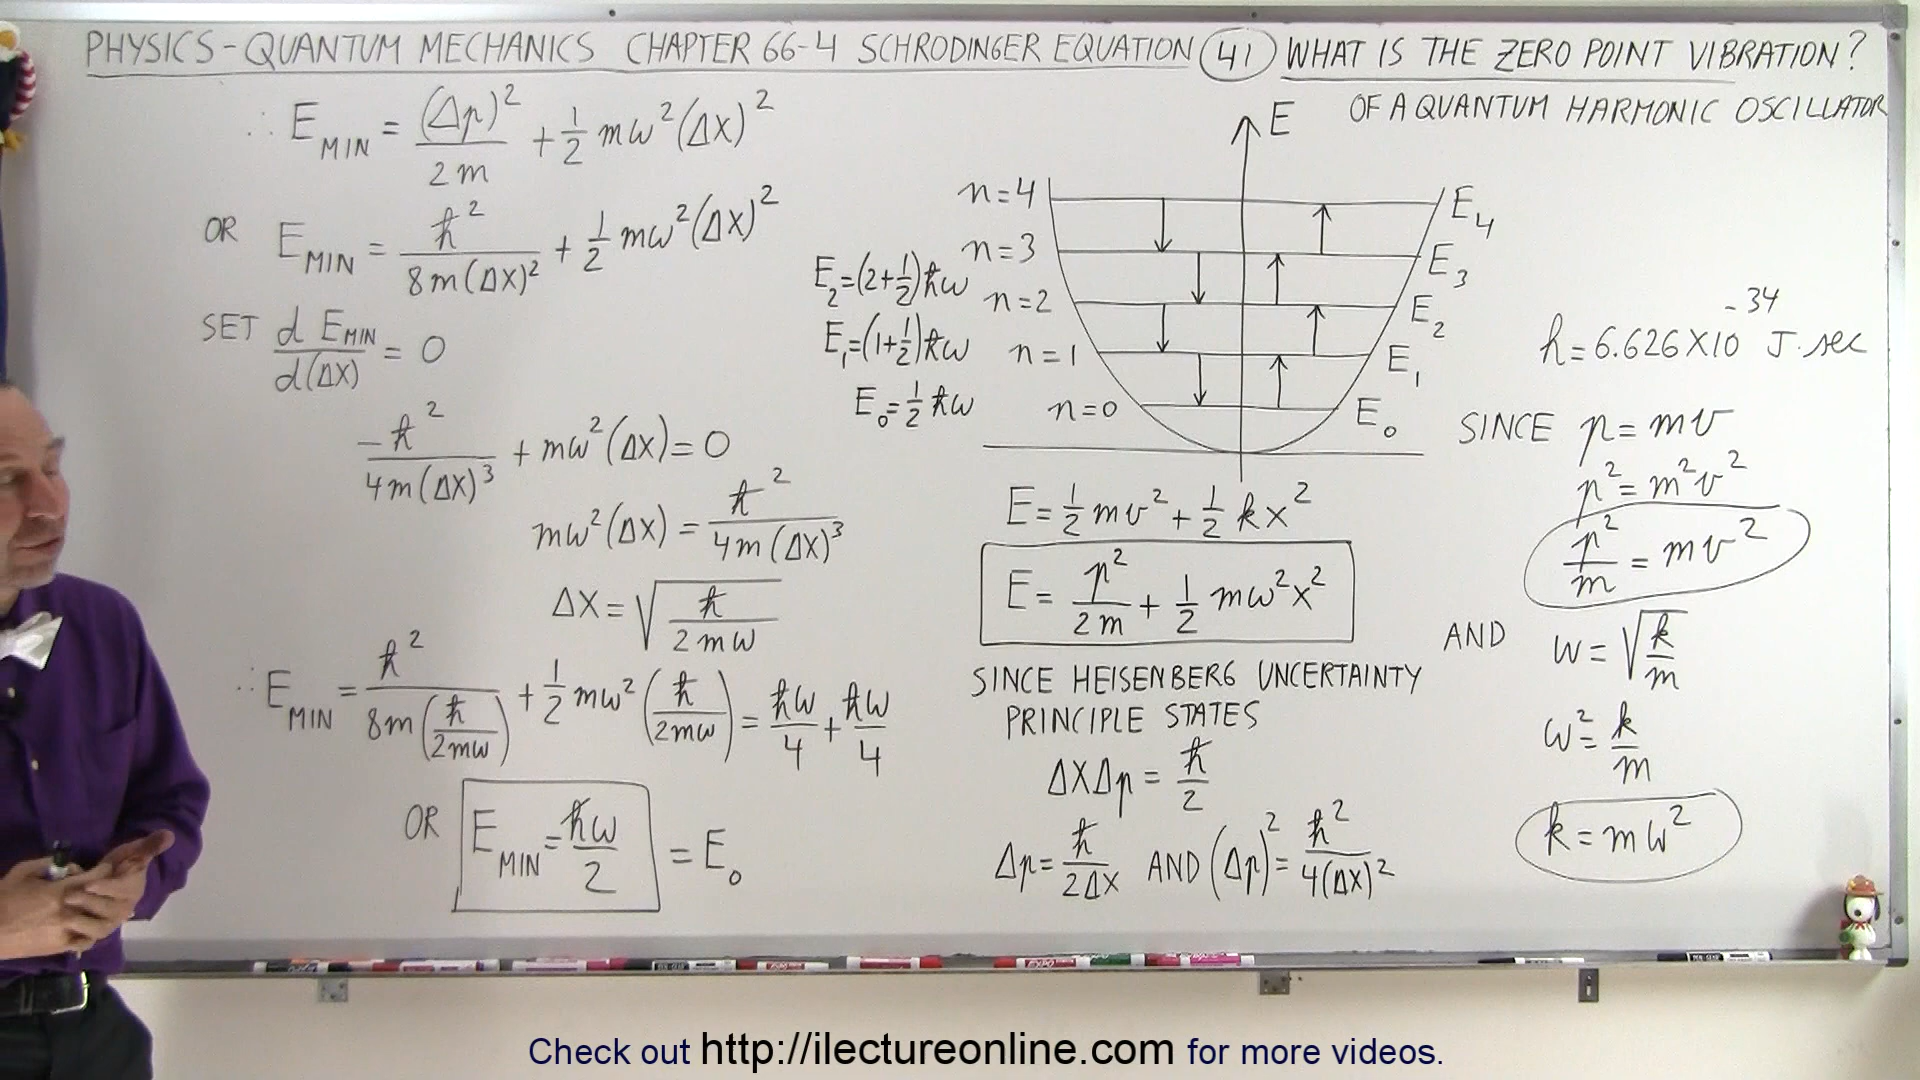 PHYSICS - QUANTUM MECHANICS CHAPTER 66-4 SCHRODINGER EQUATION 41 WHAT IS THE ZERO POINT VIBRATION?
OF A QUANTUM HARMONIC OSCILLATOR
∴ E_MIN = (Δp)²/2m + 1/2 mω²(Δx)²
OR E_MIN = ħ²/8m(Δx)² + 1/2 mω²(Δx)²
SET d E_MIN/d(Δx) = 0
-ħ²/4m(Δx)³ + mω²(Δx) = 0
mω²(Δx) = ħ²/4m(Δx)³
Δx = √(ħ/2mω)
∴ E_MIN = ħ²/8m(ħ/2mω) + 1/2 mω²(ħ/2mω) = ħω/4 + ħω/4
OR E_MIN = ħω/2 = E₀
E
n=4 E₄
n=3 E₃
E₂=(2+1/2)ħω n=2 E₂
E₁=(1+1/2)ħω n=1 E₁
E₀=1/2 ħω n=0 E₀
E = 1/2 mv² + 1/2 kx²
E = p²/2m + 1/2 mω²x²
SINCE HEISENBERG UNCERTAINTY
PRINCIPLE STATES
ΔxΔp = ħ/2
Δp = ħ/2Δx AND (Δp)² = ħ²/4(Δx)²
h = 6.626X10⁻³⁴ J·sec
SINCE p = mv
p² = m²v²
p²/m = mv²
AND ω = √(k/m)
ω² = k/m
k = mω²
EXPO
EXPO
Check out http://ilectureonline.com for more videos.